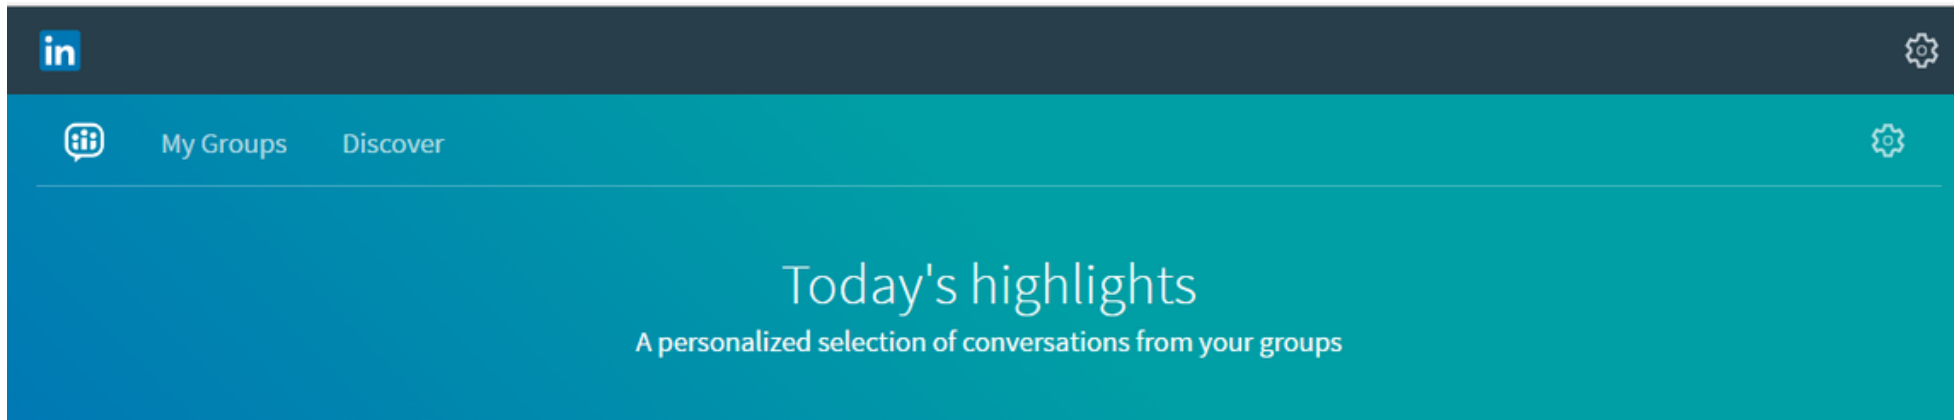 in
My Groups Discover
Today's highlights
A personalized selection of conversations from your groups